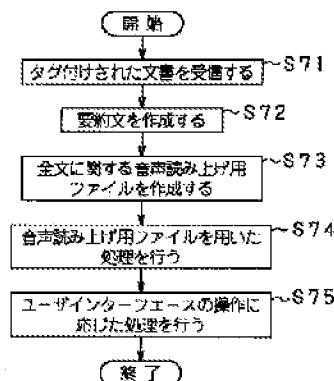 開始
タグ付けされた文書を受信する
S71
要約文を作成する
S72
全文に関する音声読み上げ用
ファイルを作成する
S73
音声読み上げ用ファイルを用いた
処理を行う
S74
ユーザインターフェースの操作に
応じた処理を行う
S75
終了